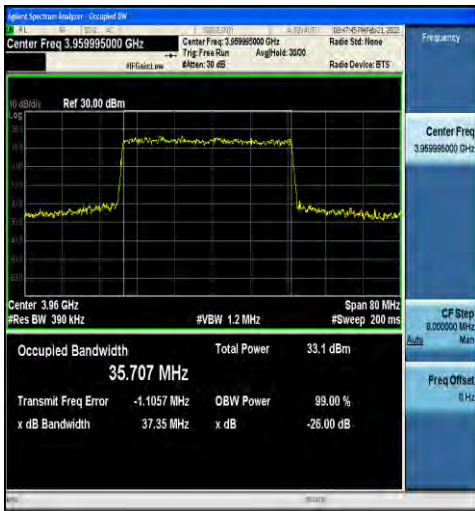 Agilent Spectrum Analyzer - Occupied BW
Center Freq 3.959995000 GHz
Center Freq: 3.959995000 GHz
Radio Std: None
Trig: Free Run
Avg|Hold: 30/30
#IFGain:Low
#Atten: 30 dB
Radio Device: BTS
10 dB/div
Ref 30.00 dBm
Log
Center 3.96 GHz
Span 80 MHz
#Res BW 390 kHz
#VBW 1.2 MHz
#Sweep 200 ms
Occupied Bandwidth
Total Power
33.1 dBm
35.707 MHz
Transmit Freq Error
-1.1057 MHz
OBW Power
99.00 %
x dB Bandwidth
37.35 MHz
x dB
-26.00 dB
Frequency
Center Freq
3.959995000 GHz
CF Step
8.000000 MHz
Auto
Man
Freq Offset
0 Hz